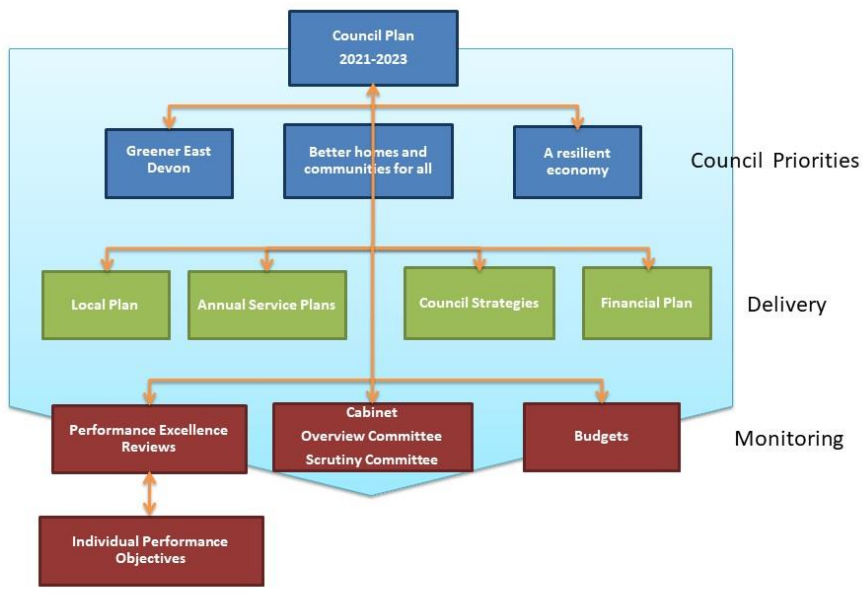 Council Plan
2021-2023
Greener East
Devon
Better homes and
communities for all
A resilient
economy
Council Priorities
Local Plan
Annual Service Plans
Council Strategies
Financial Plan
Delivery
Performance Excellence
Reviews
Cabinet
Overview Committee
Scrutiny Committee
Budgets
Monitoring
Individual Performance
Objectives